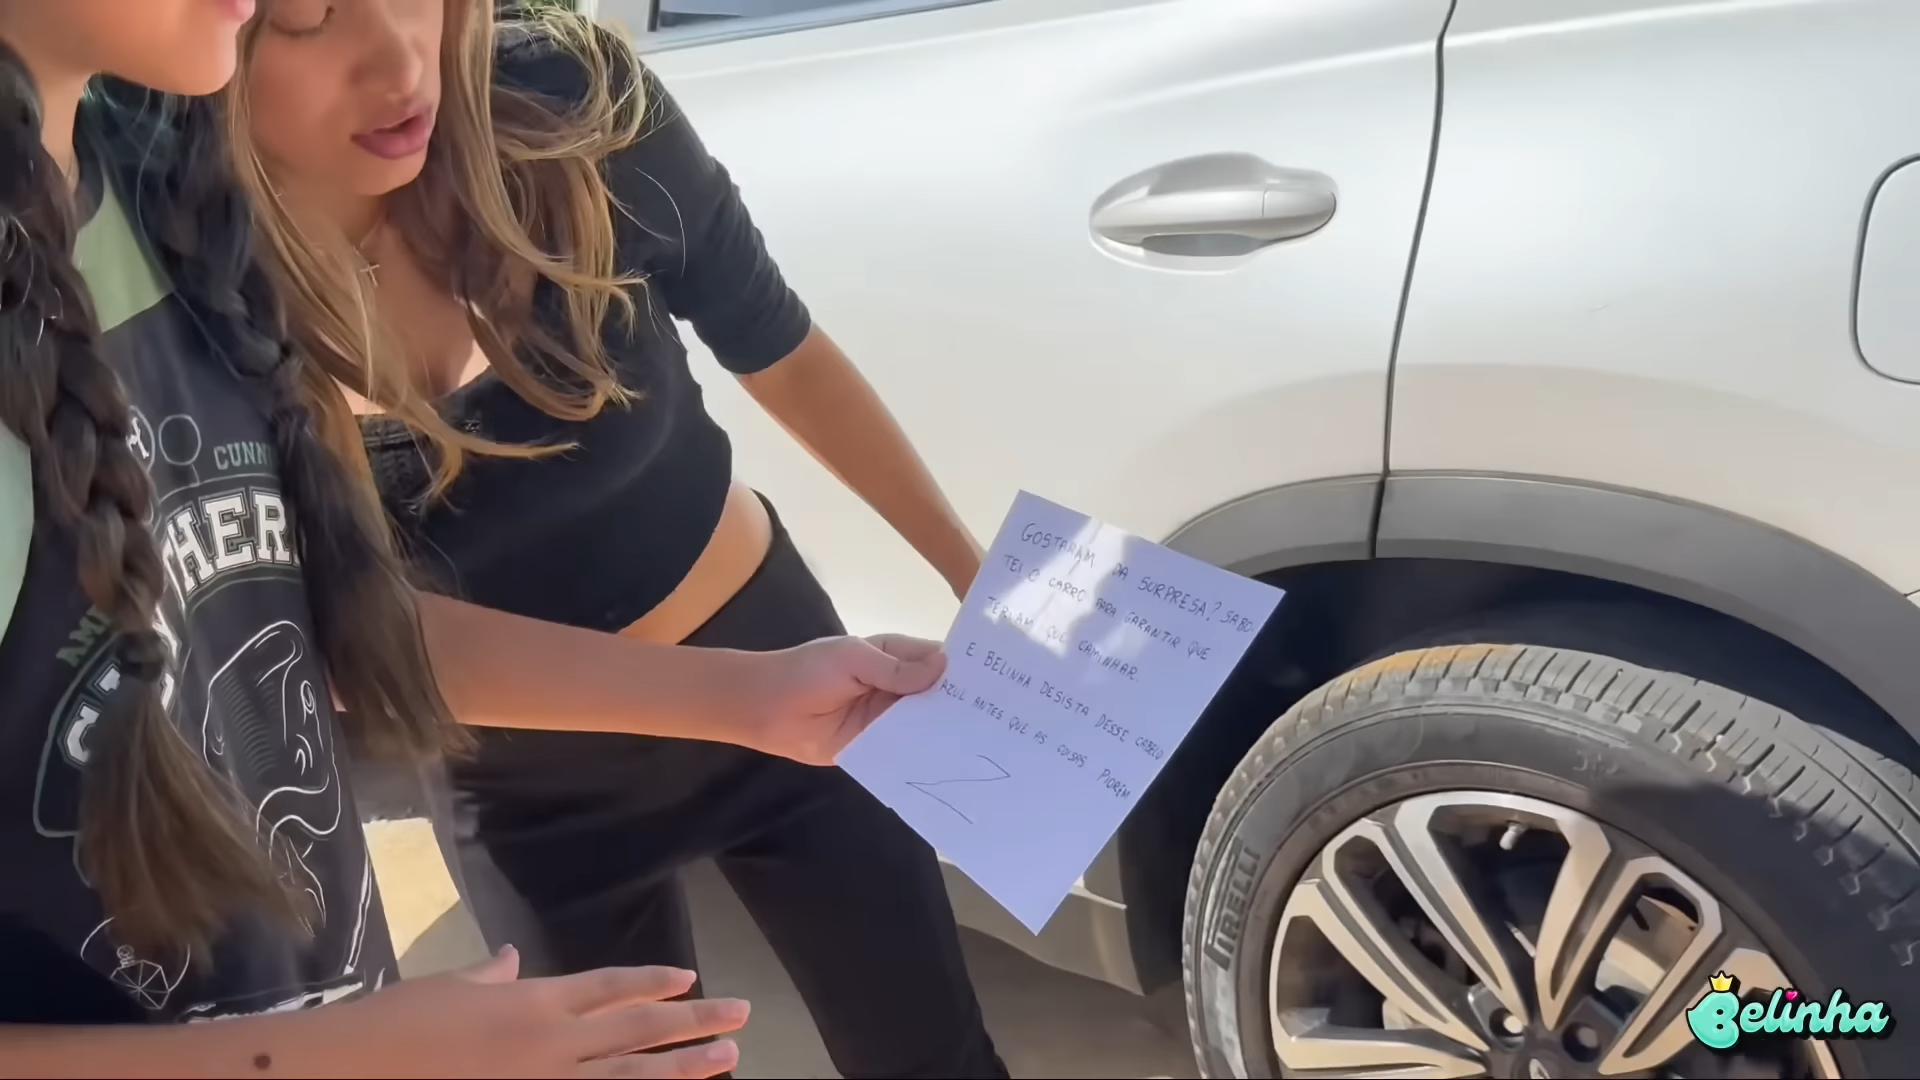 GOSTARAM DA SURPRESA? SABO-
TEI O CARRO PARA GARANTIR QUE
TERIAM QUE CAMINHAR.
E BELINHA DESISTA DESSE CABELO
AZUL ANTES QUE AS COISAS PIOREM
Z
CUNN
THER
AM
PIRELLI
Belinha